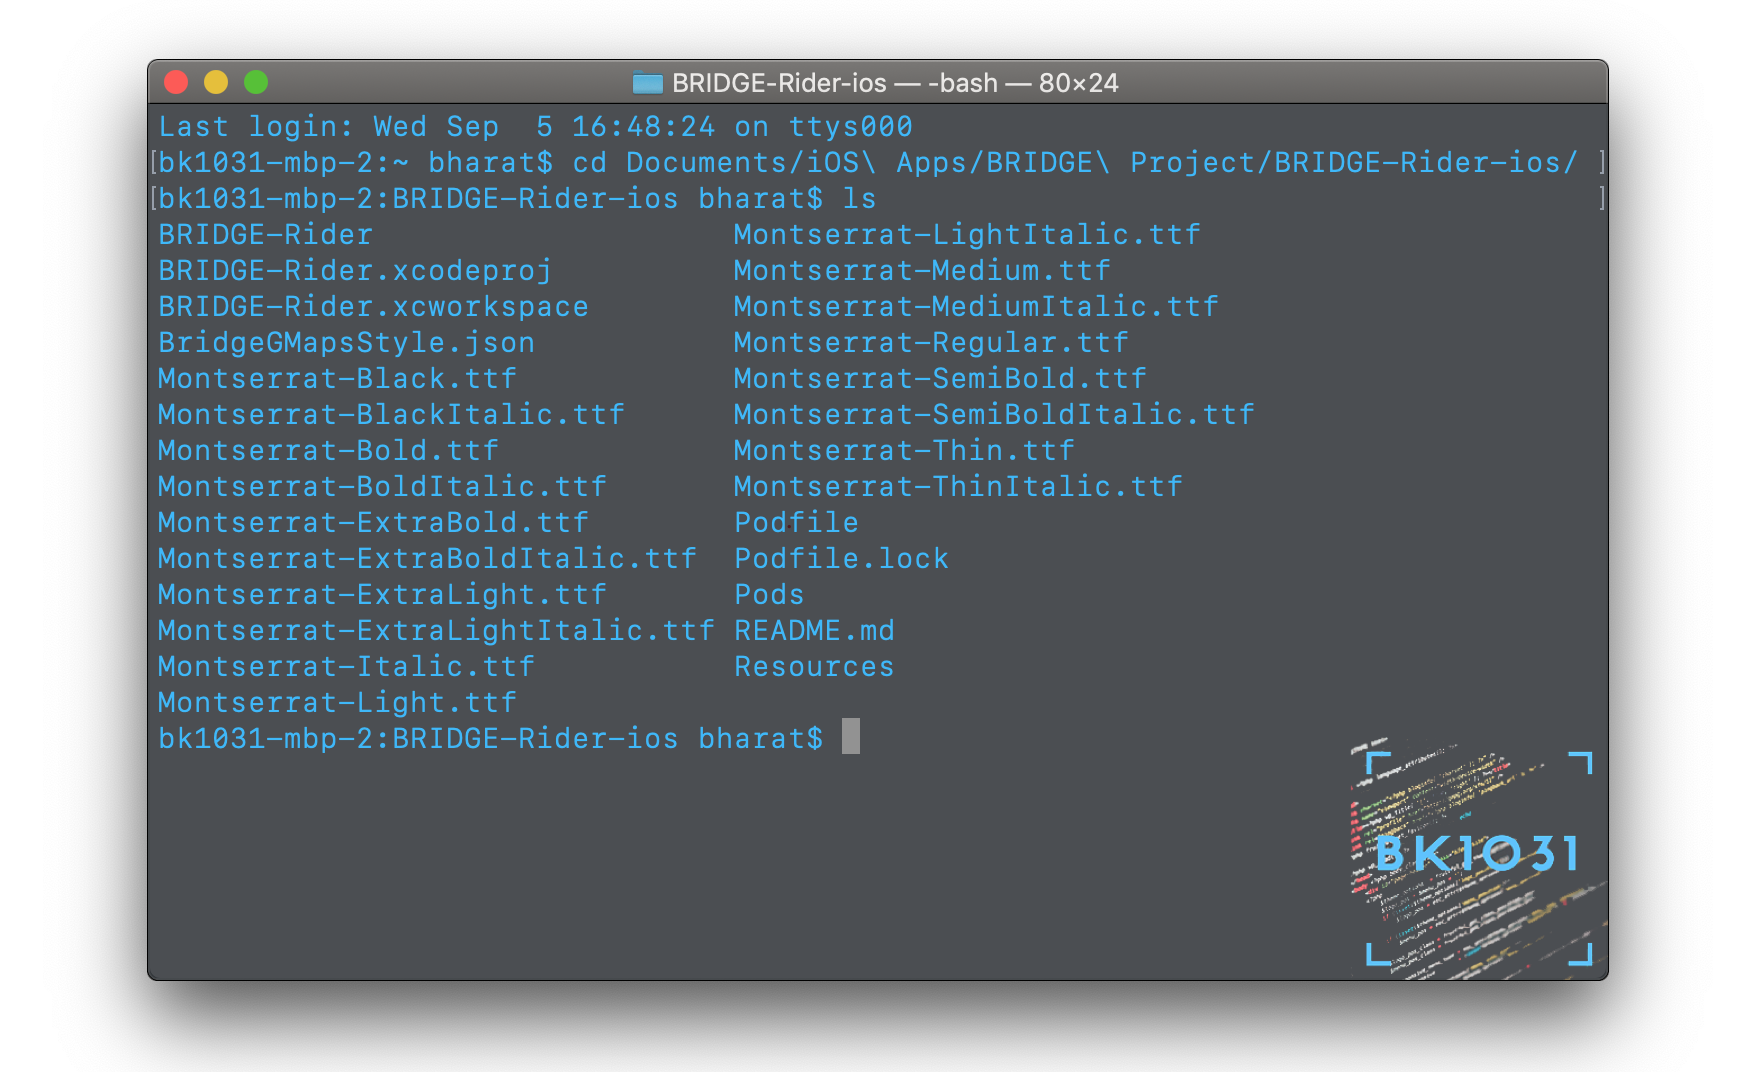 BRIDGE-Rider-ios — -bash — 80×24
Last login: Wed Sep  5 16:48:24 on ttys000
[bk1031-mbp-2:~ bharat$ cd Documents/iOS\ Apps/BRIDGE\ Project/BRIDGE-Rider-ios/ ]
[bk1031-mbp-2:BRIDGE-Rider-ios bharat$ ls ]
BRIDGE-Rider Montserrat-LightItalic.ttf
BRIDGE-Rider.xcodeproj Montserrat-Medium.ttf
BRIDGE-Rider.xcworkspace Montserrat-MediumItalic.ttf
BridgeGMapsStyle.json Montserrat-Regular.ttf
Montserrat-Black.ttf Montserrat-SemiBold.ttf
Montserrat-BlackItalic.ttf Montserrat-SemiBoldItalic.ttf
Montserrat-Bold.ttf Montserrat-Thin.ttf
Montserrat-BoldItalic.ttf Montserrat-ThinItalic.ttf
Montserrat-ExtraBold.ttf Podfile
Montserrat-ExtraBoldItalic.ttf Podfile.lock
Montserrat-ExtraLight.ttf Pods
Montserrat-ExtraLightItalic.ttf README.md
Montserrat-Italic.ttf Resources
Montserrat-Light.ttf
bk1031-mbp-2:BRIDGE-Rider-ios bharat$
BK1031